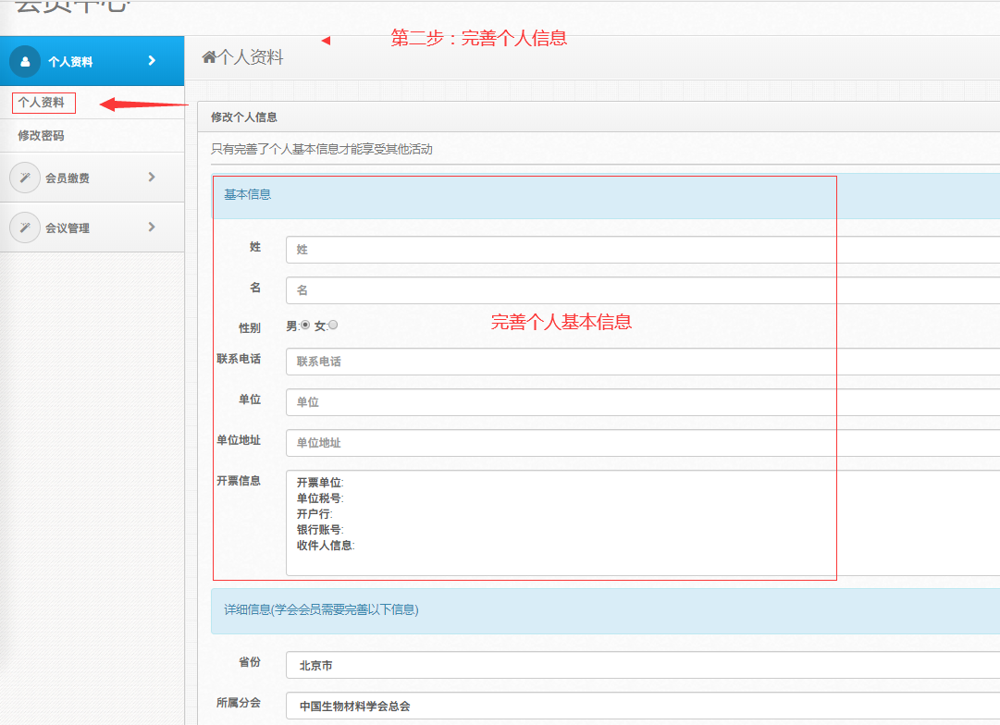 会员中心
第二步：完善个人信息
个人资料
个人资料
个人资料
修改密码
会员缴费
会议管理
修改个人信息
只有完善了个人基本信息才能享受其他活动
基本信息
姓 姓
名 名
性别 男: 女:
完善个人基本信息
联系电话 联系电话
单位 单位
单位地址 单位地址
开票信息 开票单位:
单位税号:
开户行:
银行账号:
收件人信息:
详细信息(学会会员需要完善以下信息)
省份 北京市
所属分会 中国生物材料学会总会